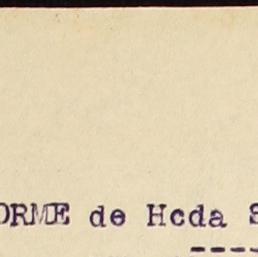 ORME de Hcda S
----